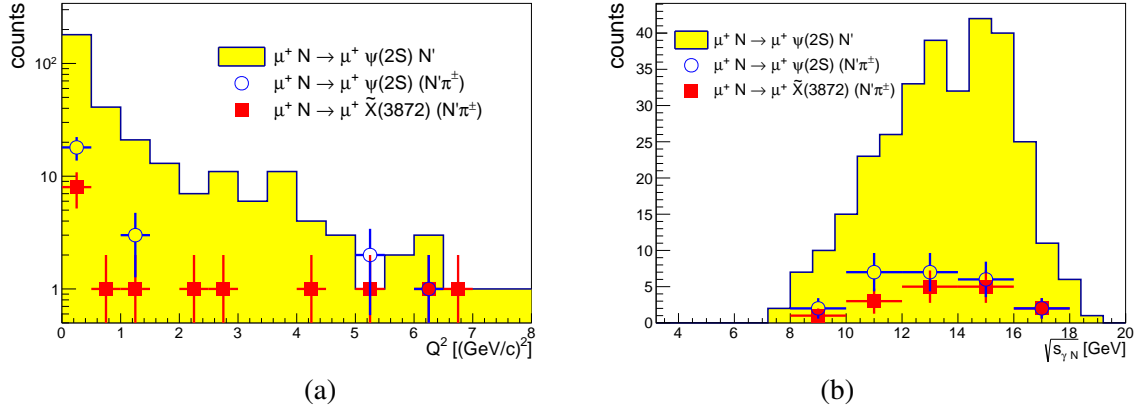 counts
10²
10
1
μ⁺ N → μ⁺ ψ(2S) N'
μ⁺ N → μ⁺ ψ(2S) (N'π±)
μ⁺ N → μ⁺ X̃(3872) (N'π±)
0 1 2 3 4 5 6 7 8
Q² [(GeV/c)²]
(a)
counts
40
35
30
25
20
15
10
5
0
μ⁺ N → μ⁺ ψ(2S) N'
μ⁺ N → μ⁺ ψ(2S) (N'π±)
μ⁺ N → μ⁺ X̃(3872) (N'π±)
4 6 8 10 12 14 16 18 20
√s_γN [GeV]
(b)